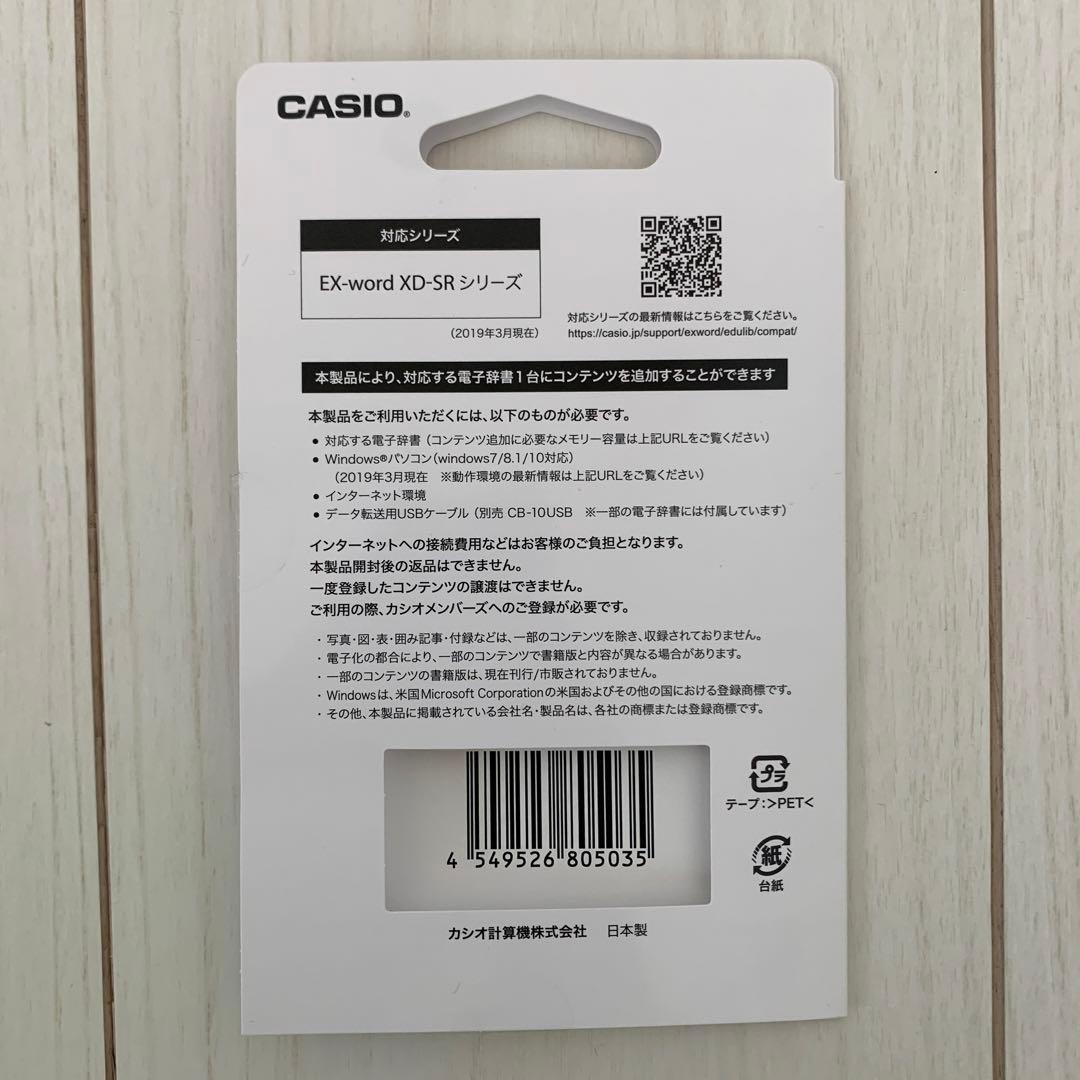 CASIO®
対応シリーズ
EX-word XD-SR シリーズ
(2019年3月現在)
対応シリーズの最新情報はこちらをご覧ください。
https://casio.jp/support/exword/edulib/compat/
本製品により、対応する電子辞書1台にコンテンツを追加することができます
本製品をご利用いただくには、以下のものが必要です。
● 対応する電子辞書(コンテンツ追加に必要なメモリー容量は上記URLをご覧ください)
● Windows®パソコン(windows7/8.1/10対応)
(2019年3月現在 ※動作環境の最新情報は上記URLをご覧ください)
● インターネット環境
● データ転送用USBケーブル(別売 CB-10USB ※一部の電子辞書には付属しています)
インターネットへの接続費用などはお客様のご負担となります。
本製品開封後の返品はできません。
一度登録したコンテンツの譲渡はできません。
ご利用の際、カシオメンバーズへのご登録が必要です。
・写真・図・表・囲み記事・付録などは、一部のコンテンツを除き、収録されておりません。
・電子化の都合により、一部のコンテンツで書籍版と内容が異なる場合があります。
・一部のコンテンツの書籍版は、現在刊行/市販されておりません。
・Windowsは、米国Microsoft Corporationの米国およびその他の国における登録商標です。
・その他、本製品に掲載されている会社名・製品名は、各社の商標または登録商標です。
プラ
テープ:>PET<
4 549526 805035
紙
台紙
カシオ計算機株式会社 日本製